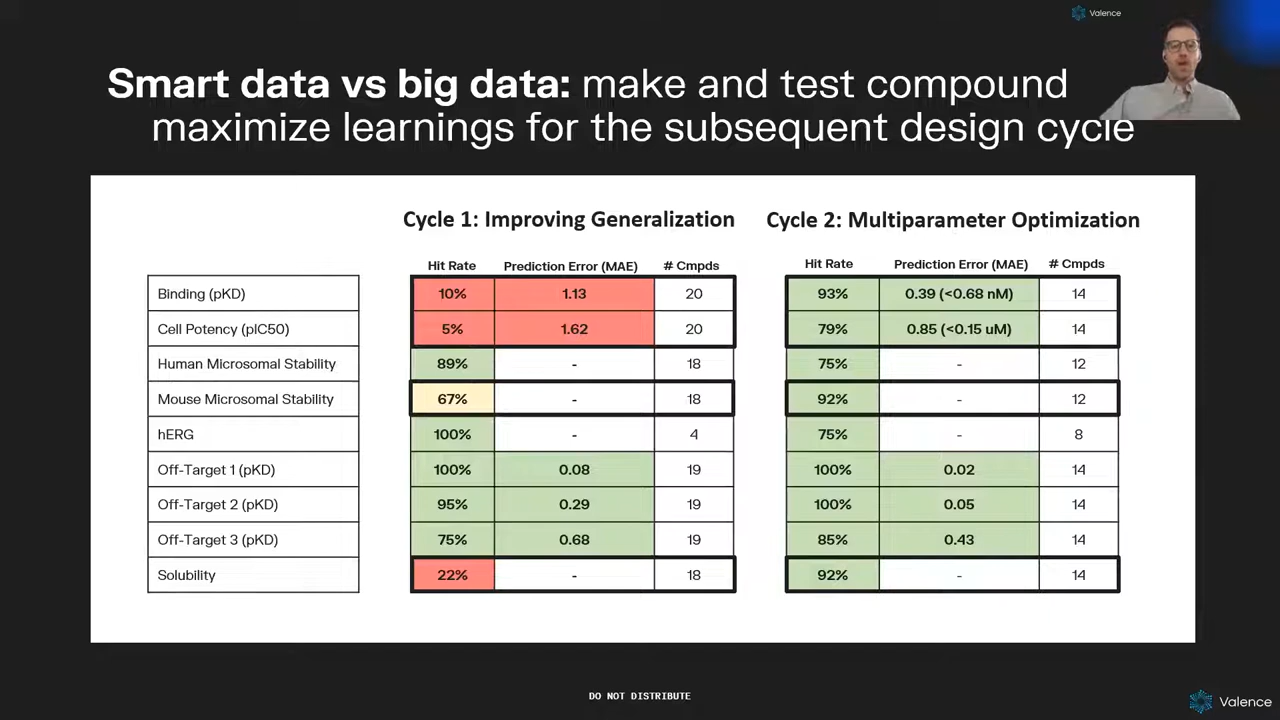 Valence
Smart data vs big data: make and test compound
maximize learnings for the subsequent design cycle
Cycle 1: Improving Generalization
Cycle 2: Multiparameter Optimization
Hit Rate Prediction Error (MAE) # Cmpds Hit Rate Prediction Error (MAE) # Cmpds
Binding (pKD) 10% 1.13 20 93% 0.39 (<0.68 nM) 14
Cell Potency (pIC50) 5% 1.62 20 79% 0.85 (<0.15 uM) 14
Human Microsomal Stability 89% - 18 75% - 12
Mouse Microsomal Stability 67% - 18 92% - 12
hERG 100% - 4 75% - 8
Off-Target 1 (pKD) 100% 0.08 19 100% 0.02 14
Off-Target 2 (pKD) 95% 0.29 19 100% 0.05 14
Off-Target 3 (pKD) 75% 0.68 19 85% 0.43 14
Solubility 22% - 18 92% - 14
DO NOT DISTRIBUTE
Valence